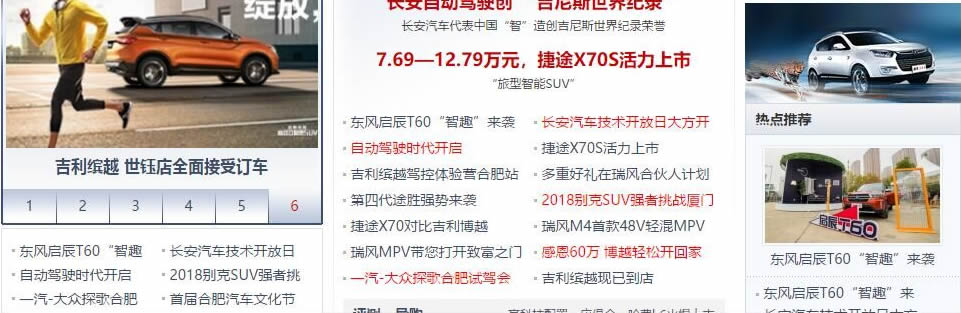 绽放
吉利缤越 世钰店全面接受订车
1 2 3 4 5 6
东风启辰T60“智趣 长安汽车技术开放日
自动驾驶时代开启 2018别克SUV强者挑
一汽-大众探歌合肥 首届合肥汽车文化节
长安自动驾驶创 吉尼斯世界纪录
长安汽车代表中国“智”造创吉尼斯世界纪录荣誉
7.69—12.79万元，捷途X70S活力上市
“旅型智能SUV”
东风启辰T60“智趣”来袭 长安汽车技术开放日大方开
自动驾驶时代开启 捷途X70S活力上市
吉利缤越驾控体验营合肥站 多重好礼在瑞风合伙人计划
第四代途胜强势来袭 2018别克SUV强者挑战厦门
捷途X70对比吉利博越 瑞风M4首款48V轻混MPV
瑞风MPV带您打开致富之门 感恩60万 博越轻松开回家
一汽-大众探歌合肥试驾会 吉利缤越现已到店
热点推荐
启辰T60
东风启辰T60“智趣”来袭
东风启辰T60“智趣”来
长安汽车技术开放日大方